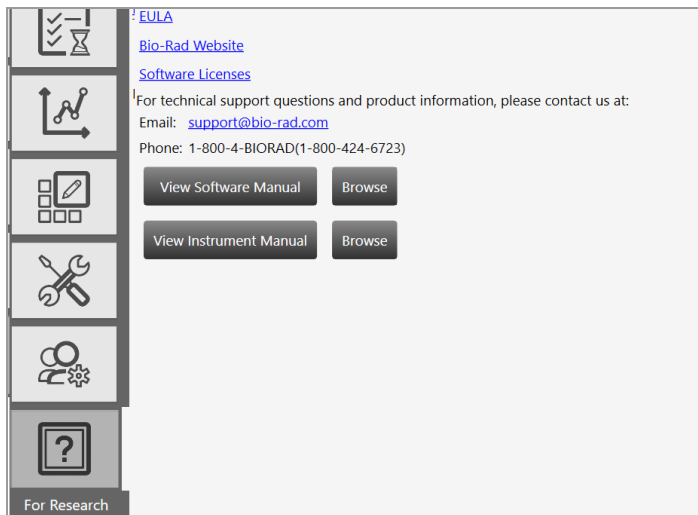 EULA
Bio-Rad Website
Software Licenses
For technical support questions and product information, please contact us at:
Email: support@bio-rad.com
Phone: 1-800-4-BIORAD(1-800-424-6723)
View Software Manual Browse
View Instrument Manual Browse
?
For Research